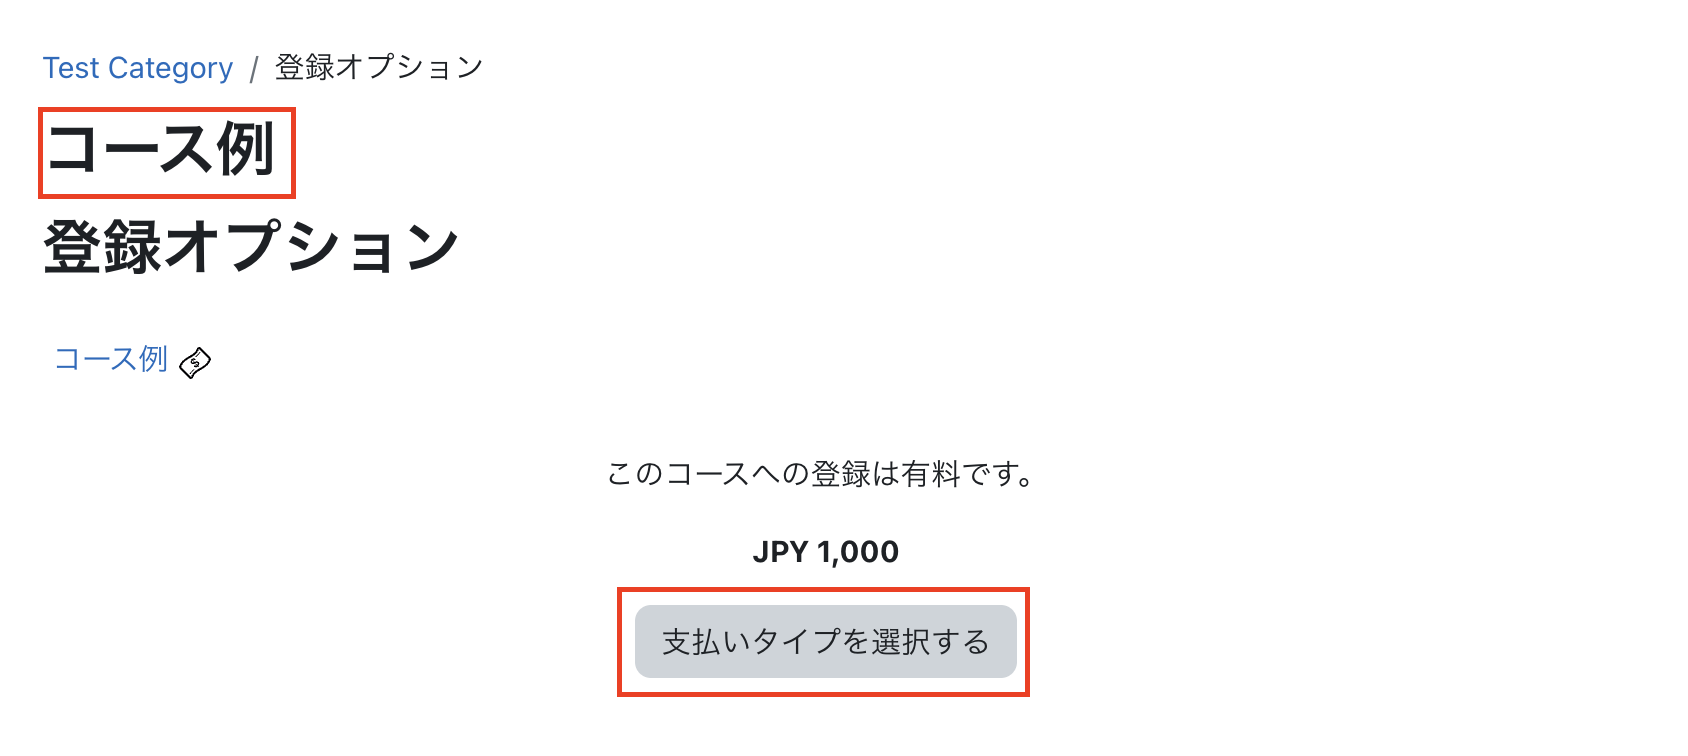 Test Category / 登録オプション
コース例
登録オプション
コース例
このコースへの登録は有料です。
JPY 1,000
支払いタイプを選択する